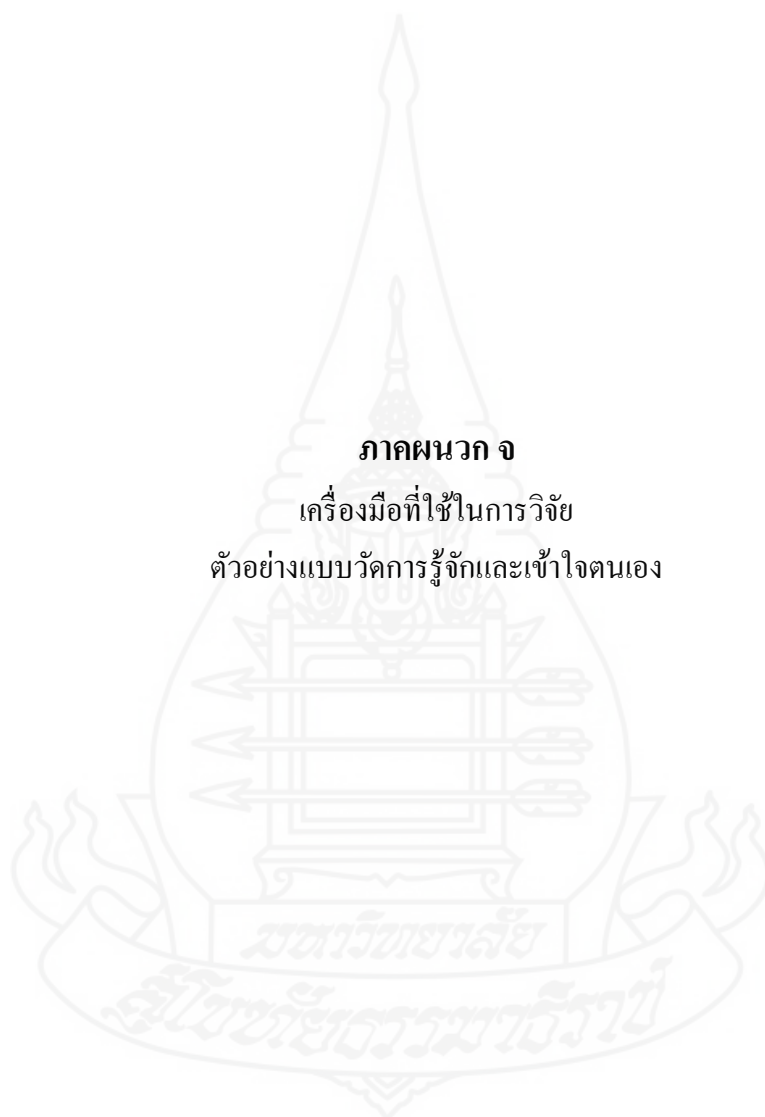 ภาคผนวก จ
เครื่องมือที่ใช้ในการวิจัย
ตัวอย่างแบบวัดการรู้จักและเข้าใจตนเอง
มหาวิทยาลัย
สุโขทัยธรรมาธิราช